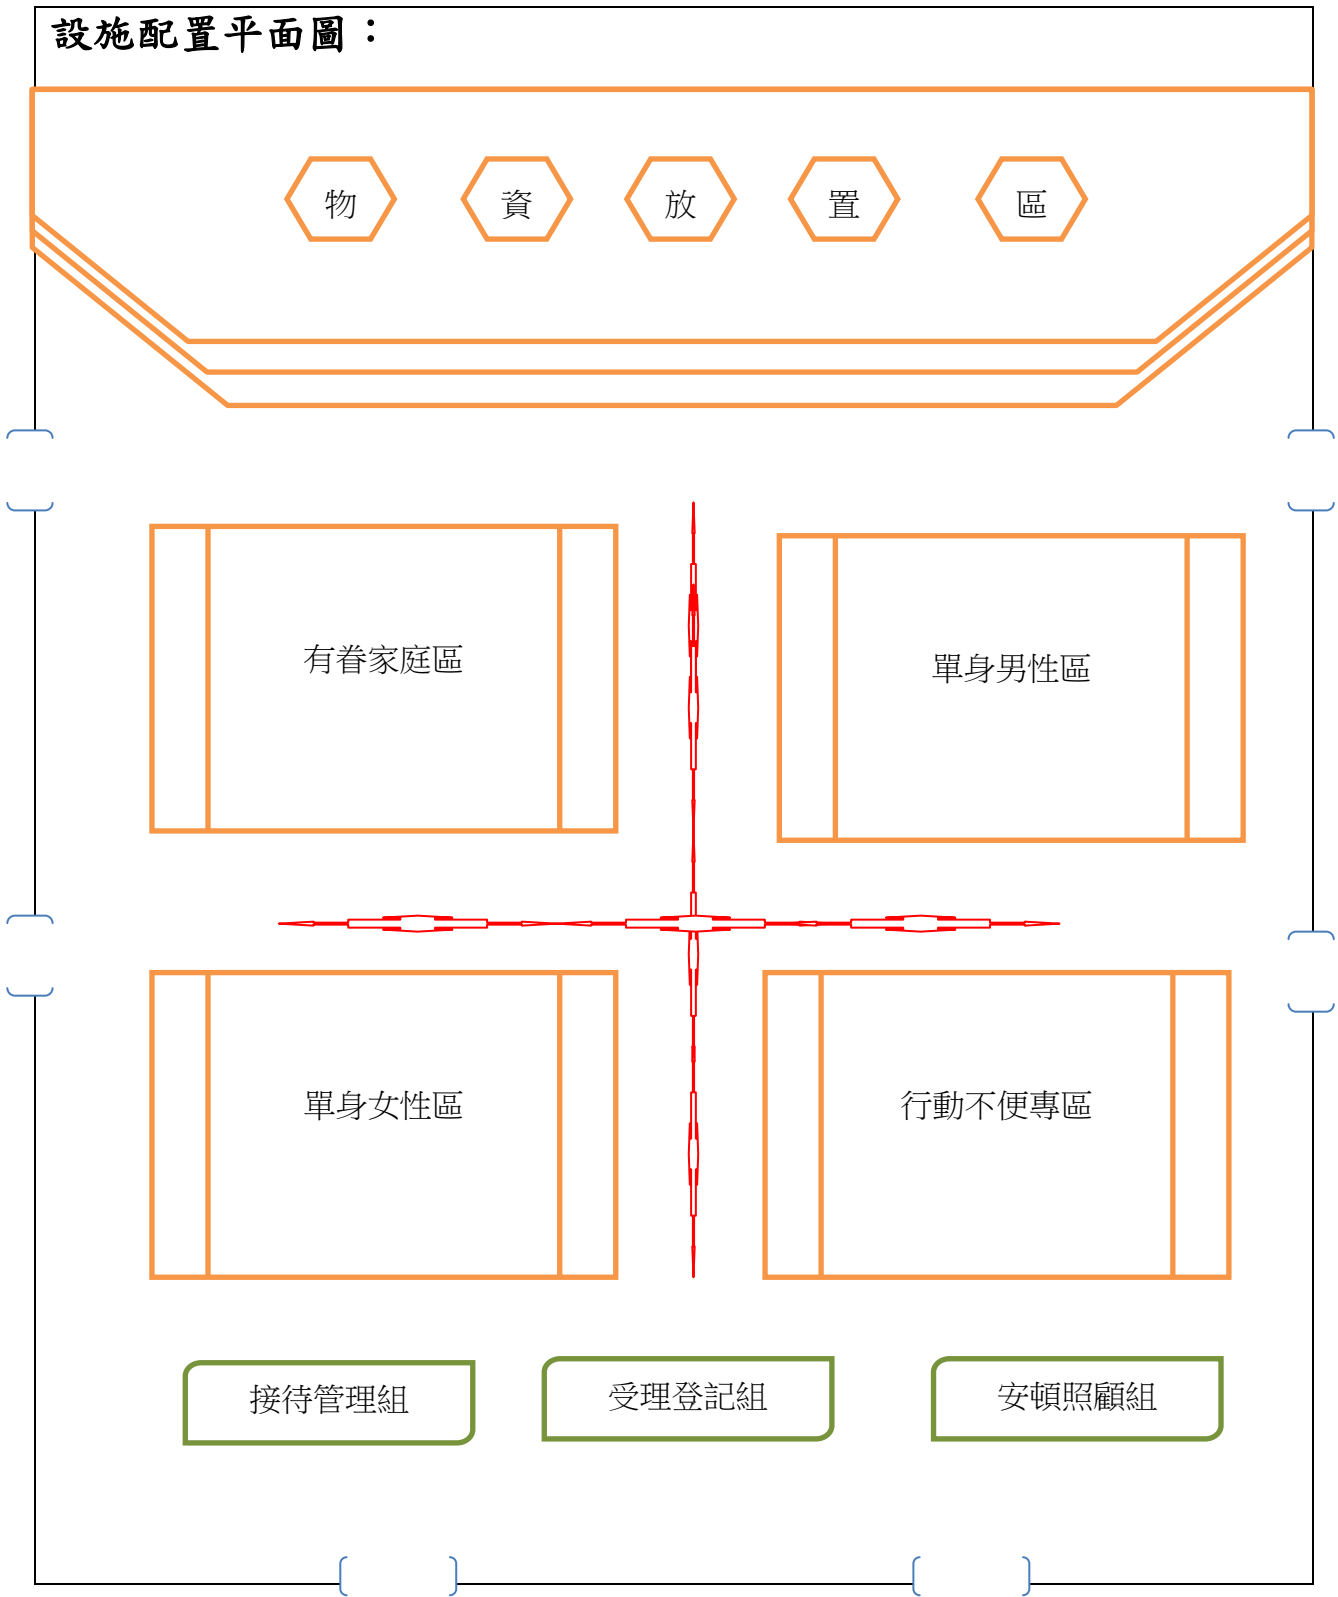 設施配置平面圖：
物 資 放 置 區
有眷家庭區
單身男性區
單身女性區
行動不便專區
接待管理組
受理登記組
安頓照顧組